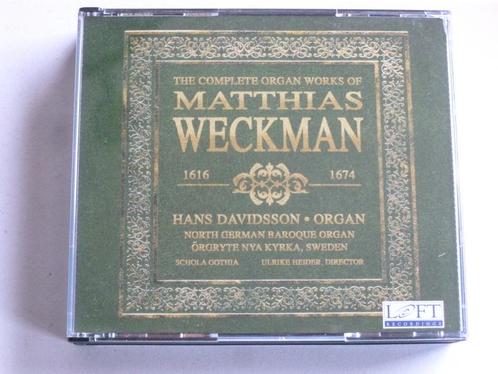 THE COMPLETE ORGAN WORKS OF
MATTHIAS
WECKMAN
1616 1674
HANS DAVIDSSON • ORGAN
NORTH GERMAN BAROQUE ORGAN
ÖRGRYTE NYA KYRKA, SWEDEN
SCHOLA GOTHIA ULRIKE HEIDER, DIRECTOR
LOFT
RECORDINGS